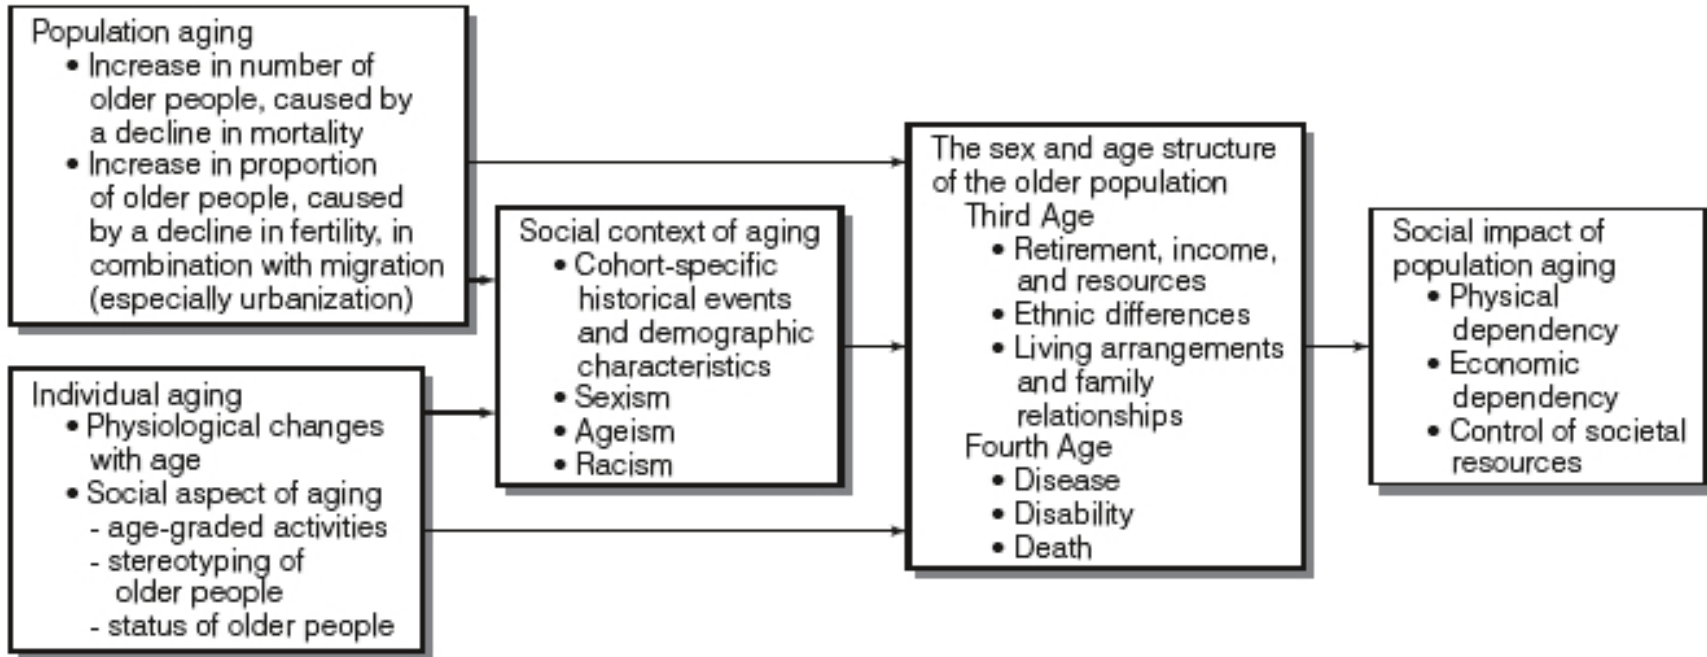 Population aging
• Increase in number of
older people, caused by
a decline in mortality
• Increase in proportion
of older people, caused
by a decline in fertility, in
combination with migration
(especially urbanization)
Individual aging
• Physiological changes
with age
• Social aspect of aging
- age-graded activities
- stereotyping of
older people
- status of older people
Social context of aging
• Cohort-specific
historical events
and demographic
characteristics
• Sexism
• Ageism
• Racism
The sex and age structure
of the older population
Third Age
• Retirement, income,
and resources
• Ethnic differences
• Living arrangements
and family
relationships
Fourth Age
• Disease
• Disability
• Death
Social impact of
population aging
• Physical
dependency
• Economic
dependency
• Control of societal
resources